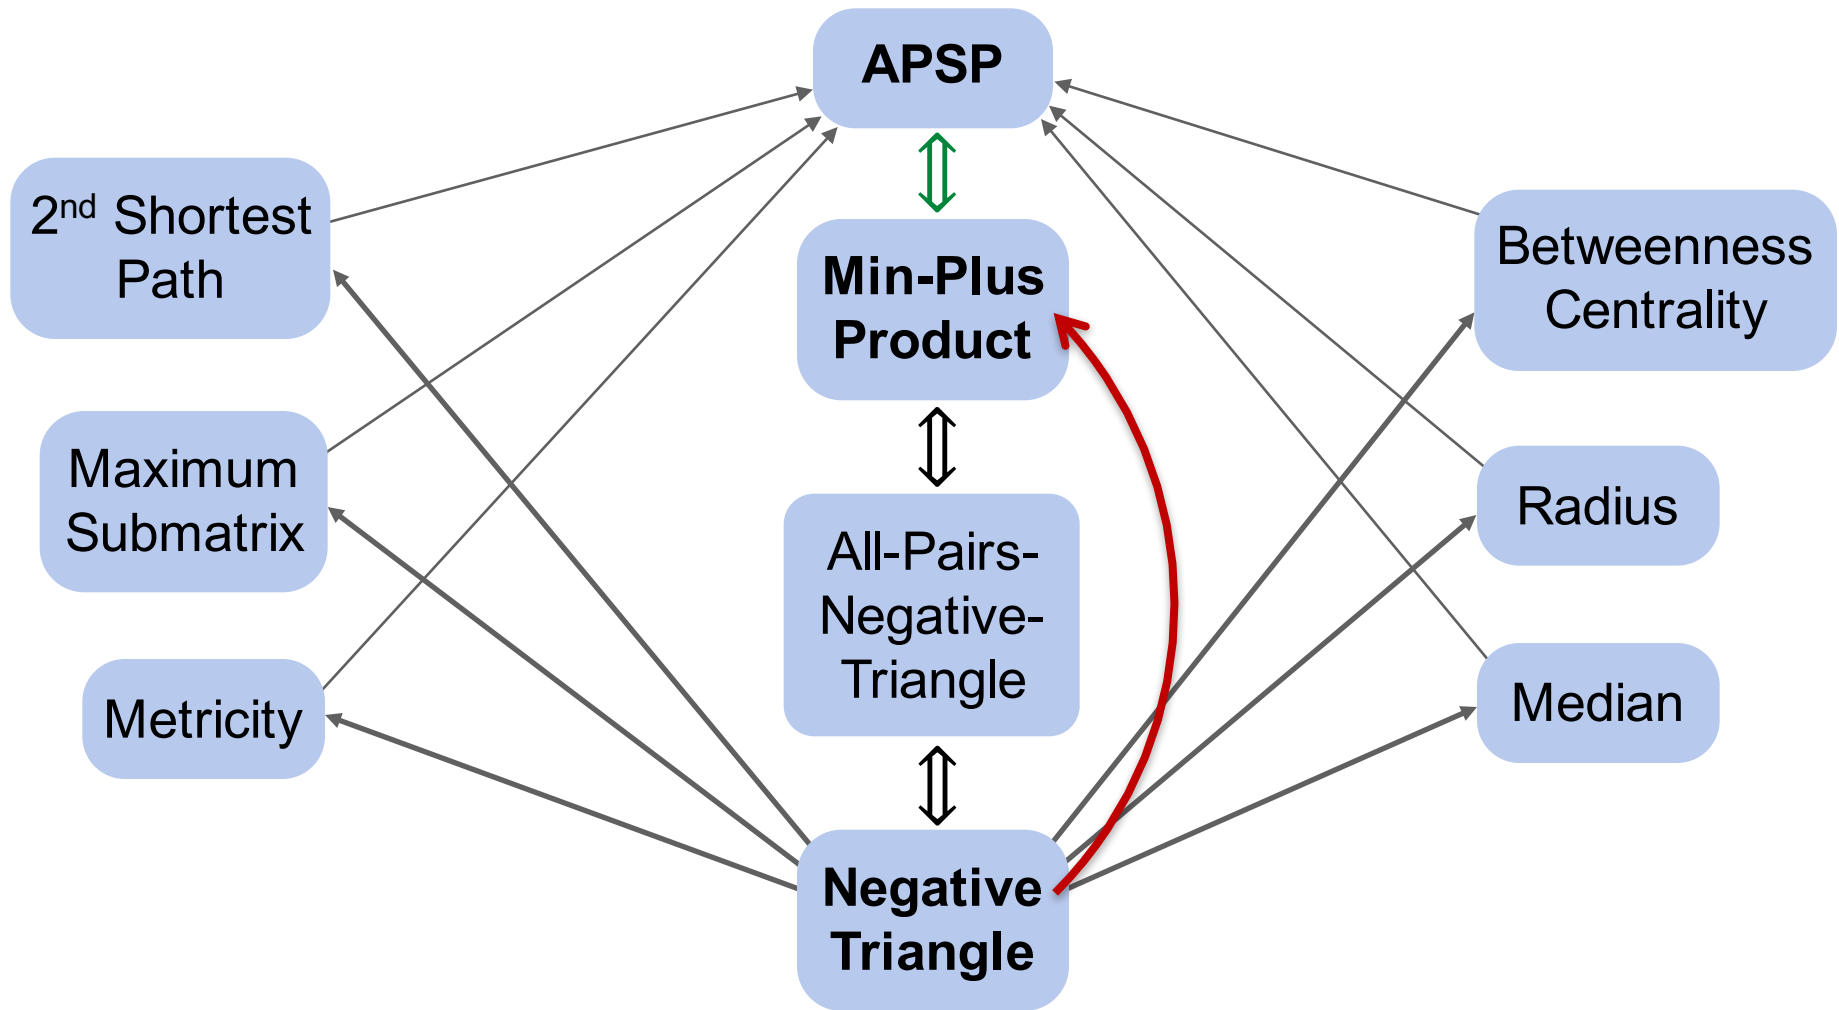 APSP
2nd Shortest
Path
Betweenness
Centrality
Min-Plus
Product
Maximum
Submatrix
Radius
All-Pairs-
Negative-
Triangle
Metricity
Median
Negative
Triangle